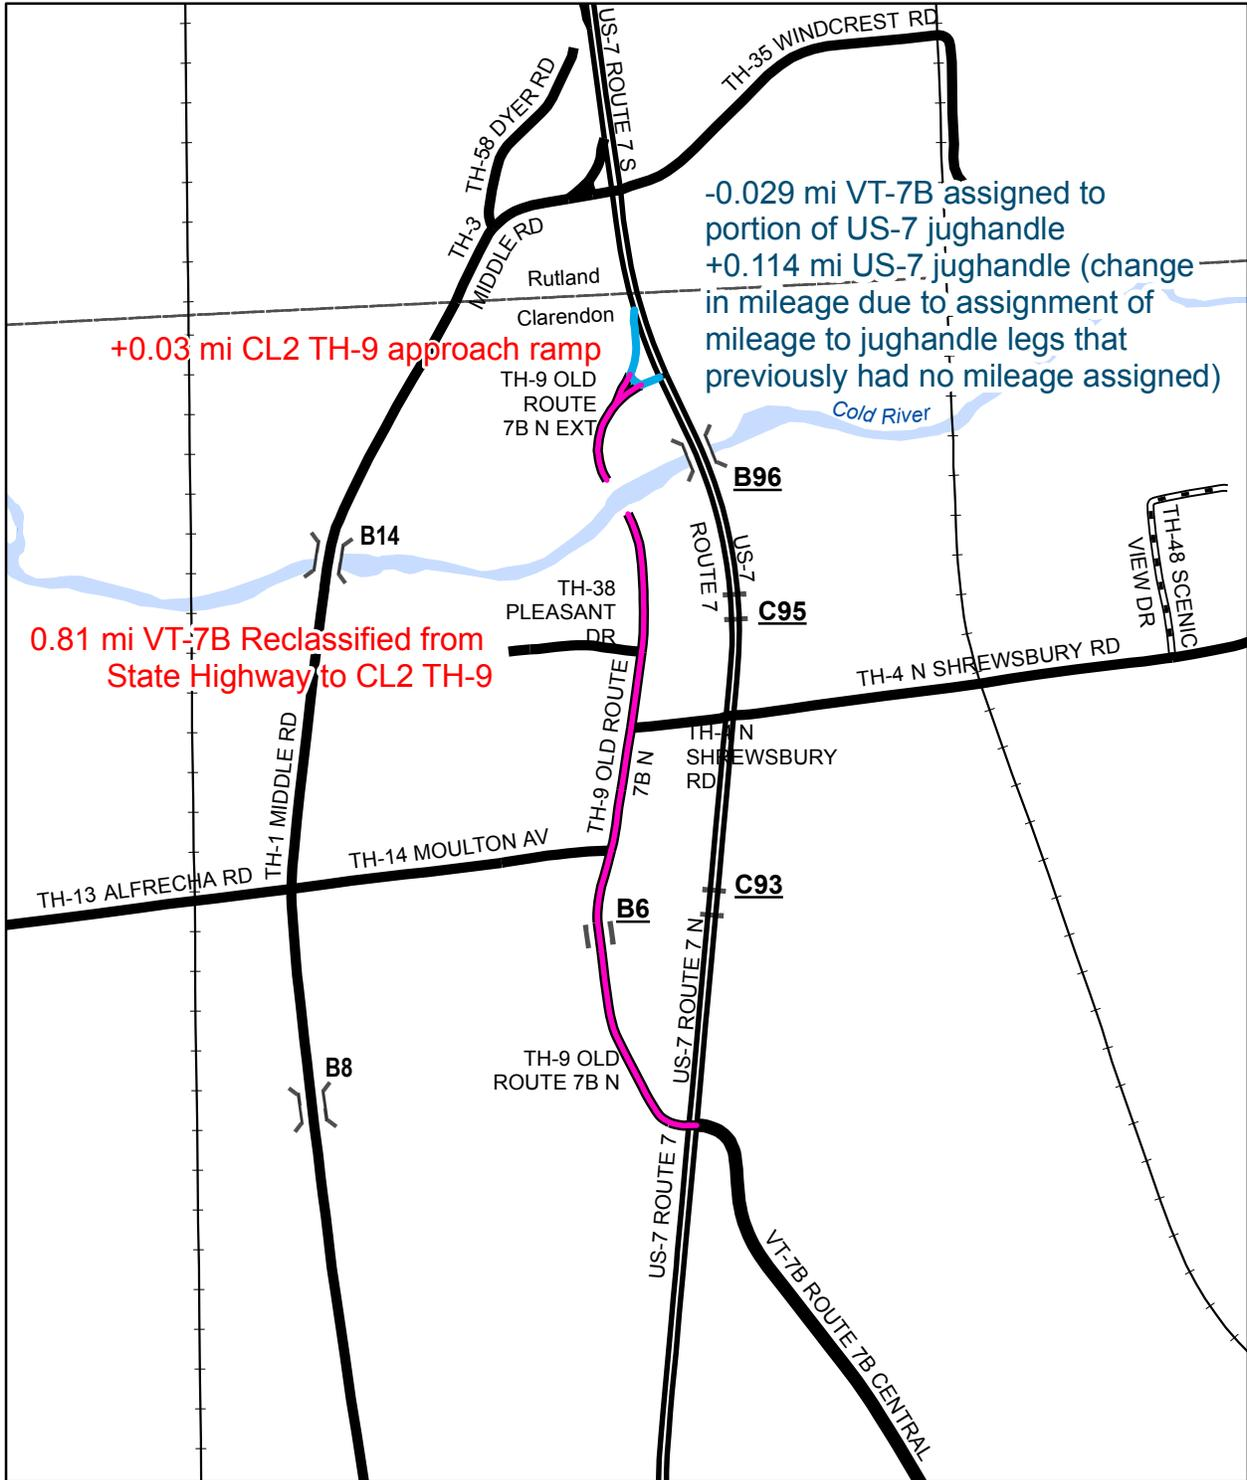 US-7 ROUTE 7 S
TH-35 WINDCREST RD
TH-58 DYER RD
TH-3
MIDDLE RD
-0.029 mi VT-7B assigned to
portion of US-7 jughandle
+0.114 mi US-7 jughandle (change
in mileage due to assignment of
mileage to jughandle legs that
previously had no mileage assigned)
Rutland
Clarendon
+0.03 mi CL2 TH-9 approach ramp
TH-9 OLD
ROUTE
7B N EXT
Cold River
B96
B14
US-7
ROUTE 7
TH-48 SCENIC
VIEW DR
TH-38
PLEASANT
DR
C95
0.81 mi VT-7B Reclassified from
State Highway to CL2 TH-9
TH-4 N SHREWSBURY RD
TH-4 N
SHREWSBURY
RD
TH-9 OLD ROUTE
7B N
TH-1 MIDDLE RD
TH-14 MOULTON AV
TH-13 ALFRECHA RD
C93
B6
US-7 ROUTE 7 N
TH-9 OLD
ROUTE 7B N
B8
US-7 ROUTE 7
VT-7B ROUTE 7B CENTRAL